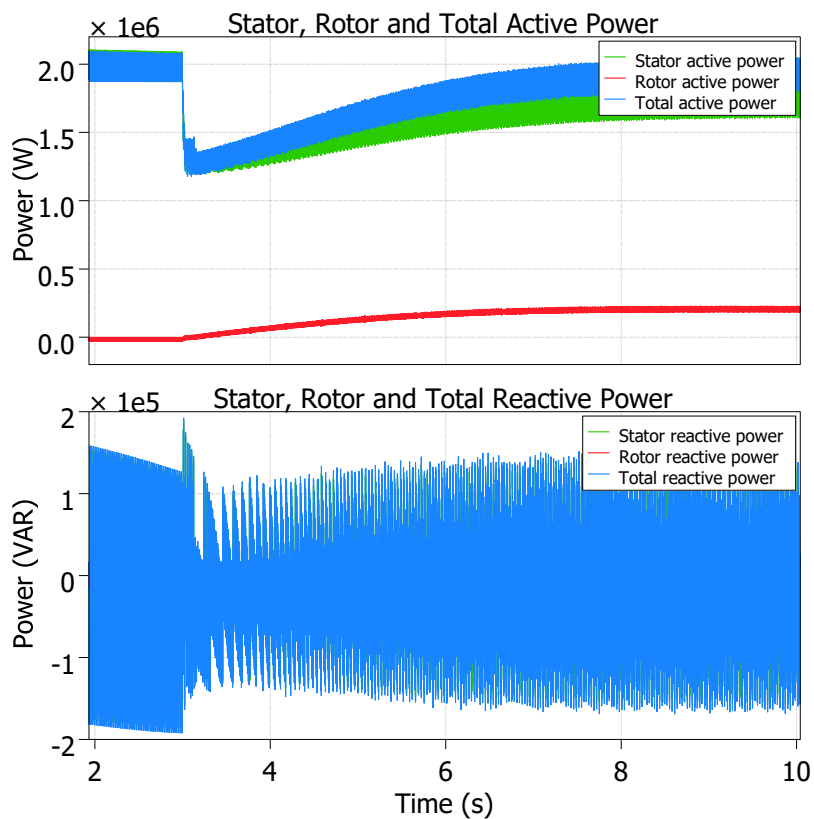 × 1e6
Stator, Rotor and Total Active Power
Stator active power
Rotor active power
Total active power
2.0
1.5
1.0
0.5
0.0
Power (W)
× 1e5
Stator, Rotor and Total Reactive Power
Stator reactive power
Rotor reactive power
Total reactive power
2
1
0
-1
-2
Power (VAR)
2 4 6 8 10
Time (s)